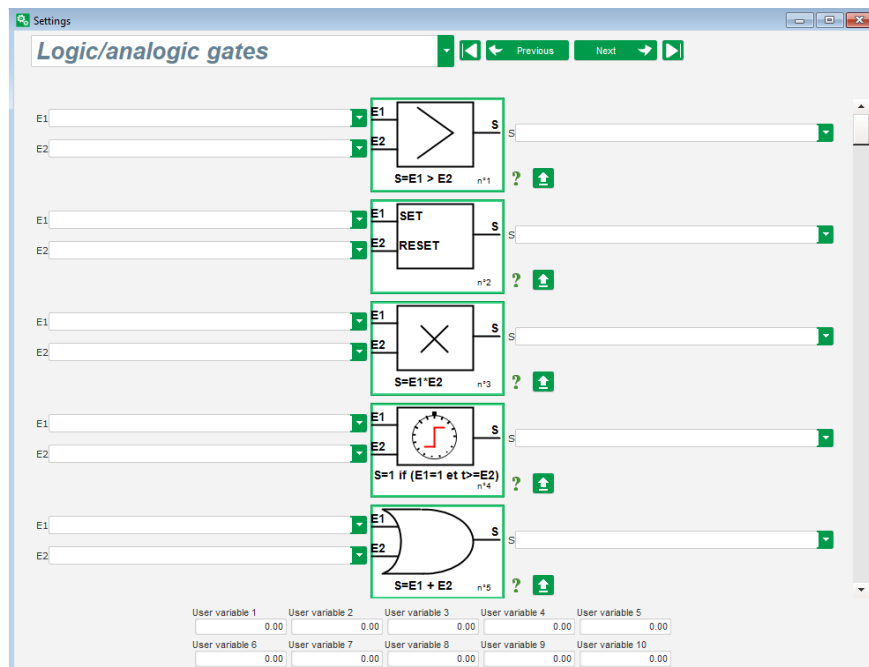 Settings
Logic/analogic gates
Previous
Next
E1
E2
E1
E2
S
S=E1 > E2
n°1
S
?
E1
E2
E1
E2
SET
RESET
S
n°2
S
?
E1
E2
E1
E2
S
S=E1*E2
n°3
S
?
E1
E2
E1
E2
S
S=1 if (E1=1 et t>=E2)
n°4
S
?
E1
E2
E1
E2
S
S=E1 + E2
n°5
S
?
User variable 1 User variable 2 User variable 3 User variable 4 User variable 5
0.00 0.00 0.00 0.00 0.00
User variable 6 User variable 7 User variable 8 User variable 9 User variable 10
0.00 0.00 0.00 0.00 0.00